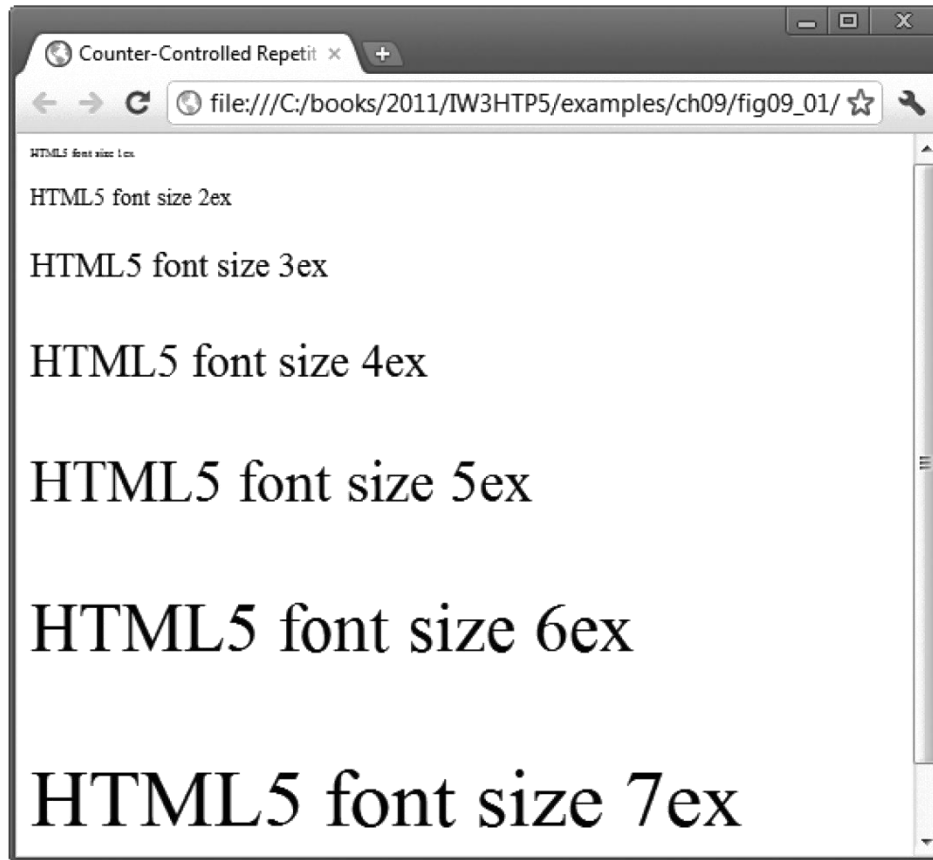 Counter-Controlled Repetit
file:///C:/books/2011/IW3HTP5/examples/ch09/fig09_01/
HTML5 font size 1ex
HTML5 font size 2ex
HTML5 font size 3ex
HTML5 font size 4ex
HTML5 font size 5ex
HTML5 font size 6ex
HTML5 font size 7ex